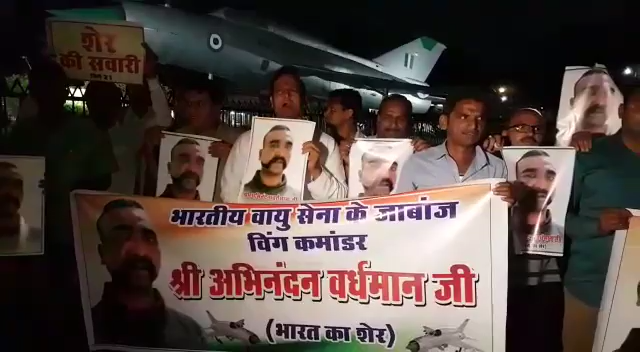 शेर
की सवारी
भारतीय वायु सेना के जाबांज
विंग कमांडर
श्री अभिनंदन वर्धमान जी
(भारत का शेर)